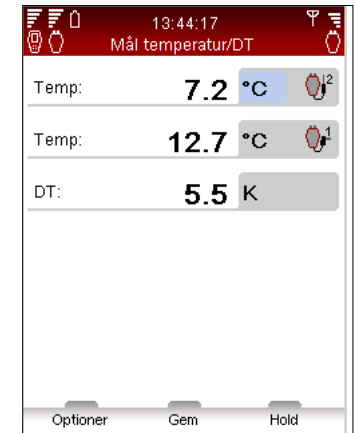 13:44:17
Mål temperatur/DT
Temp: 7.2 °C 2
Temp: 12.7 °C 1
DT: 5.5 K
Optioner Gem Hold